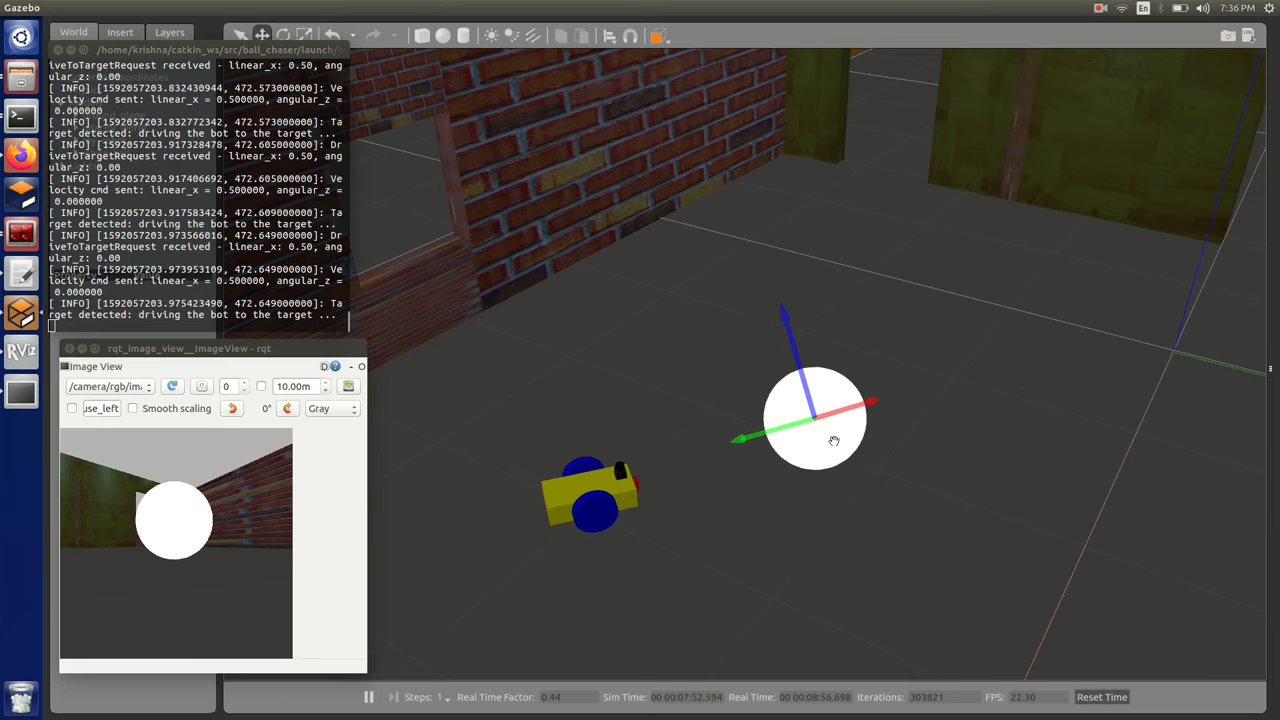 Gazebo
En
7:36 PM
World
Insert
Layers
/home/krishna/catkin_ws/src/ball_chaser/launch/b
iveToTargetRequest received - linear_x: 0.50, ang
ular_z: 0.00
[ INFO] [1592057203.832430944, 472.573000000]: Ve
locity cmd sent: linear_x = 0.500000, angular_z =
0.000000
[ INFO] [1592057203.832772342, 472.573000000]: Ta
rget detected: driving the bot to the target ...
[ INFO] [1592057203.917328478, 472.605000000]: Dr
iveToTargetRequest received - linear_x: 0.50, ang
ular_z: 0.00
[ INFO] [1592057203.917406692, 472.605000000]: Ve
locity cmd sent: linear_x = 0.500000, angular_z =
0.000000
[ INFO] [1592057203.917583424, 472.609000000]: Ta
rget detected: driving the bot to the target ...
[ INFO] [1592057203.973566016, 472.649000000]: Dr
iveToTargetRequest received - linear_x: 0.50, ang
ular_z: 0.00
[ INFO] [1592057203.973953109, 472.649000000]: Ve
locity cmd sent: linear_x = 0.500000, angular_z =
0.000000
[ INFO] [1592057203.975423490, 472.649000000]: Ta
rget detected: driving the bot to the target ...
RViz
rqt_image_view__ImageView - rqt
Image View
D ? - O
/camera/rgb/ima
0
10.00m
use_left
Smooth scaling
0°
Gray
Steps: 1
Real Time Factor: 0.44
Sim Time: 00 00:07:52.594
Real Time: 00 00:08:56.698
Iterations: 303821
FPS: 22.30
Reset Time